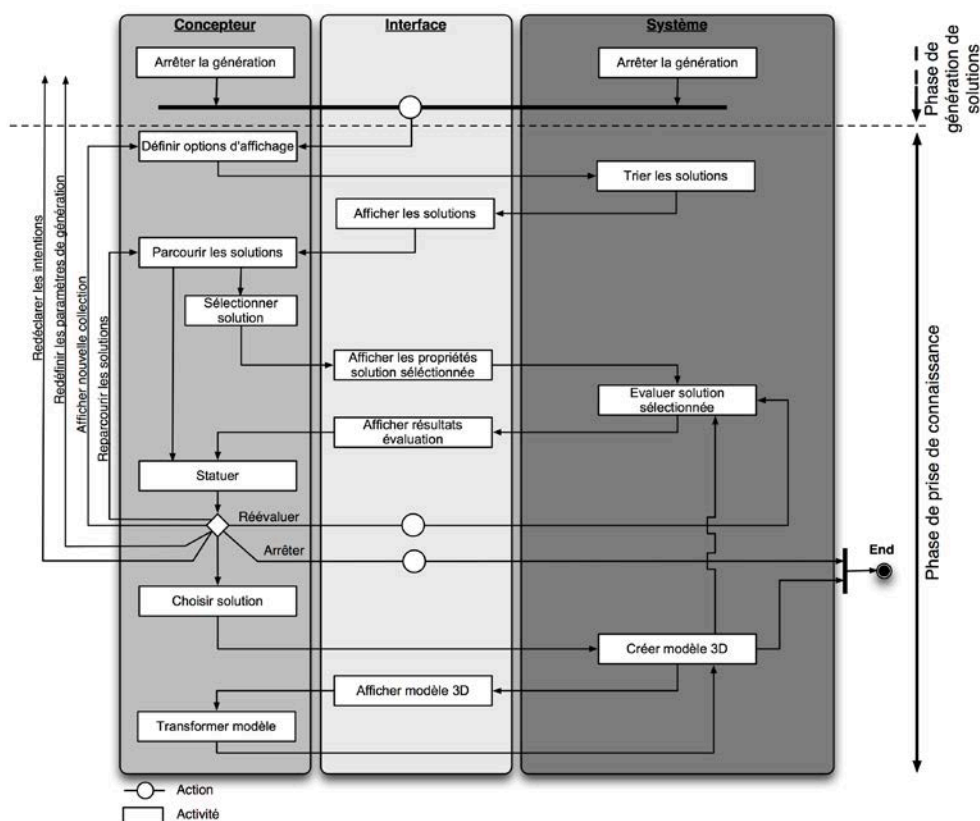 Concepteur
Interface
Système
Arrêter la génération
Arrêter la génération
Phase de
génération de
solutions
Définir options d'affichage
Trier les solutions
Afficher les solutions
Parcourir les solutions
Sélectionner
solution
Afficher les propriétés
solution séléctionnée
Evaluer solution
sélectionnée
Afficher résultats
évaluation
Statuer
Réévaluer
Arrêter
End
Choisir solution
Créer modèle 3D
Afficher modèle 3D
Transformer modèle
Redéclarer les intentions
Redéfinir les paramètres de génération
Afficher nouvelle collection
Reparcourir les solutions
Phase de prise de connaissance
Action
Activité